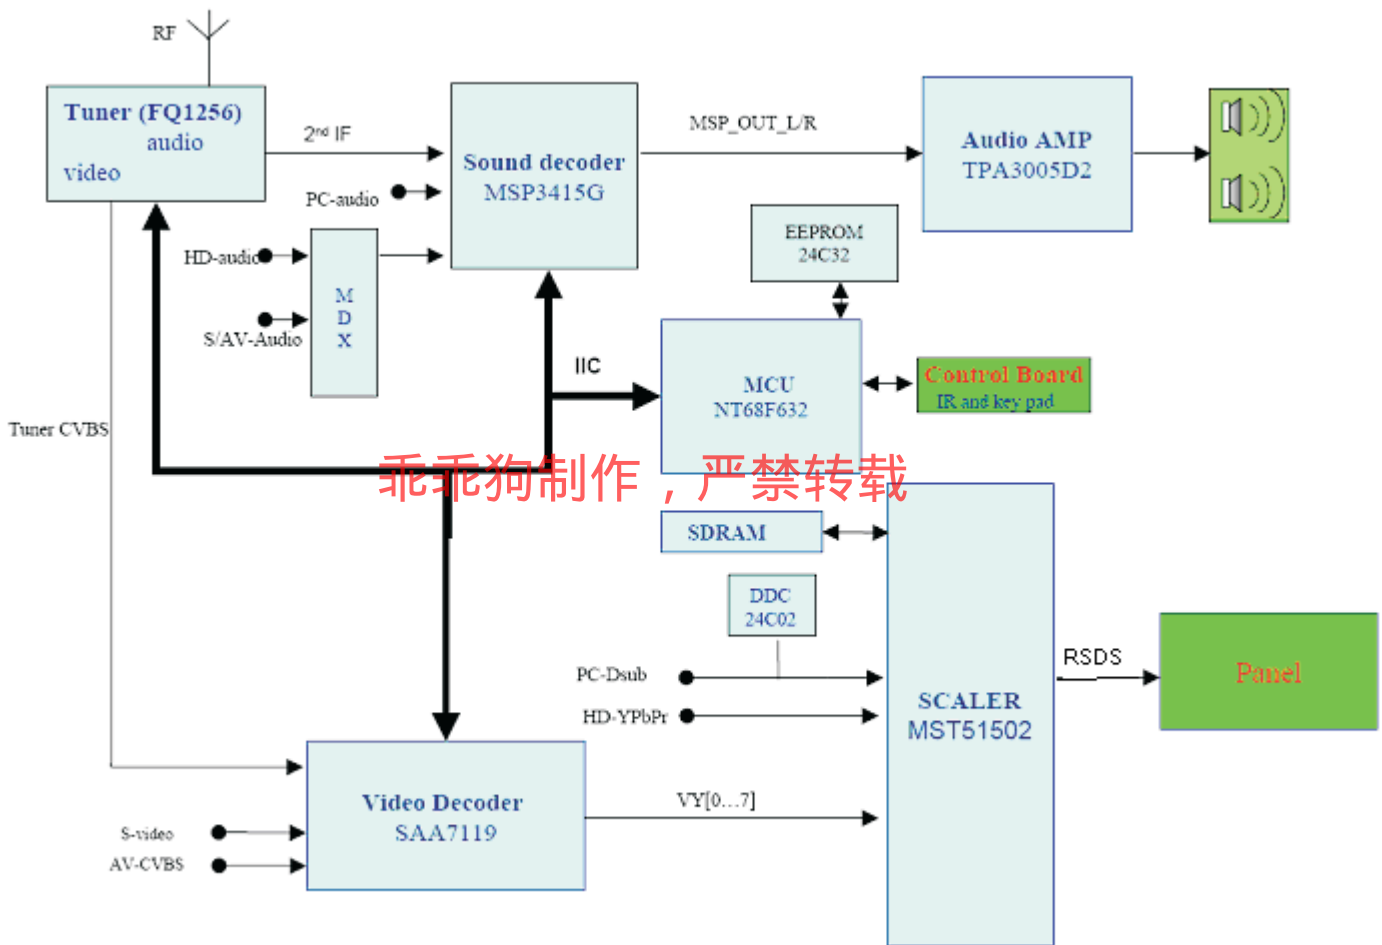 RF
Tuner (FQ1256)
audio
video
2nd IF
Sound decoder
MSP3415G
MSP_OUT_L/R
Audio AMP
TPA3005D2
PC-audio
HD-audio
S/AV-Audio
M
D
X
EEPROM
24C32
IIC
MCU
NT68F632
Control Board
IR and key pad
Tuner CVBS
乖乖狗制作，严禁转载
SDRAM
DDC
24C02
PC-Dsub
HD-YPbPr
SCALER
MST51502
RSDS
Panel
Video Decoder
SAA7119
VY[0...7]
S-video
AV-CVBS